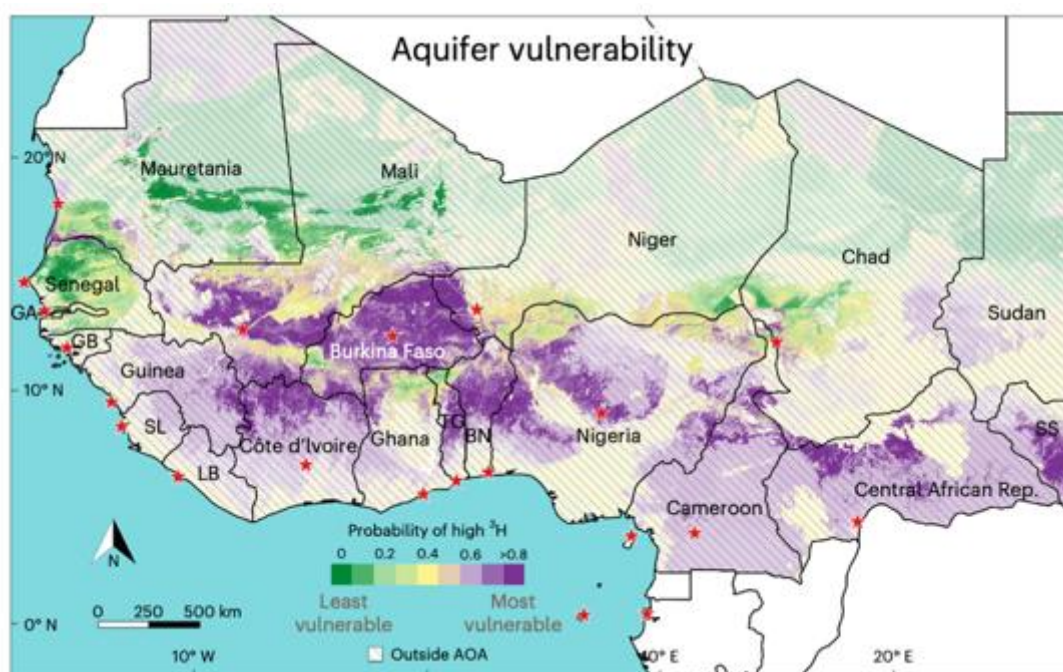 Aquifer vulnerability
20° N
Mauretania
Mali
Niger
Chad
Sudan
Senegal
GA
GB
Burkina Faso
10° N
Guinea
SL
LB
Côte d'Ivoire
Ghana
TG
BN
Nigeria
Cameroon
Central African Rep.
SS
N
0 250 500 km
0° N
Probability of high ³H
0 0.2 0.4 0.6 >0.8
Least vulnerable
Most vulnerable
Outside AOA
10° W
10° E
20° E